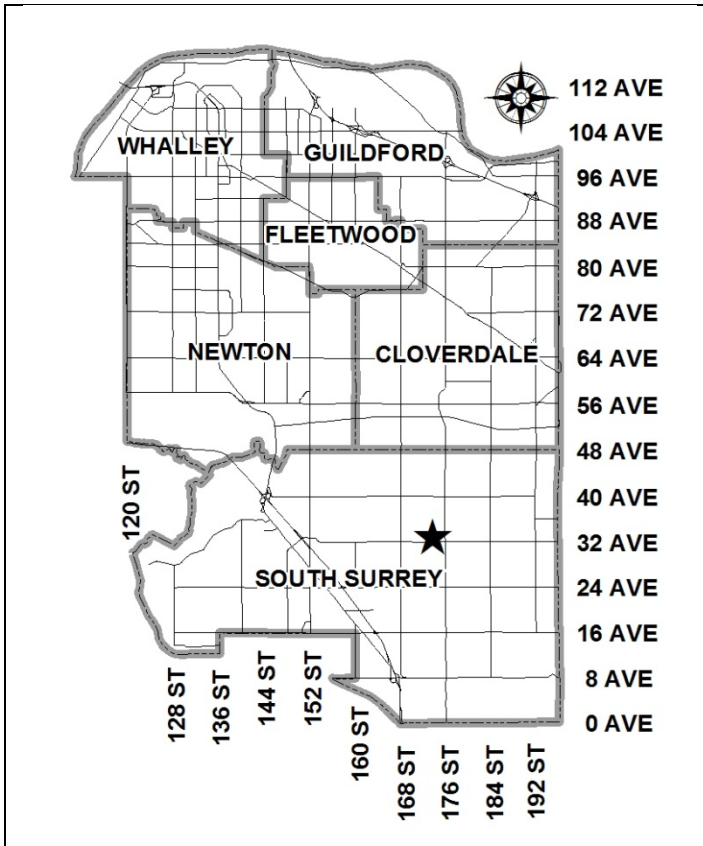 112 AVE
104 AVE
WHALLEY
GUILDFORD
96 AVE
88 AVE
FLEETWOOD
80 AVE
72 AVE
NEWTON
CLOVERDALE
64 AVE
56 AVE
48 AVE
120 ST
40 AVE
32 AVE
SOUTH SURREY
24 AVE
16 AVE
8 AVE
0 AVE
128 ST
136 ST
144 ST
152 ST
160 ST
168 ST
176 ST
184 ST
192 ST